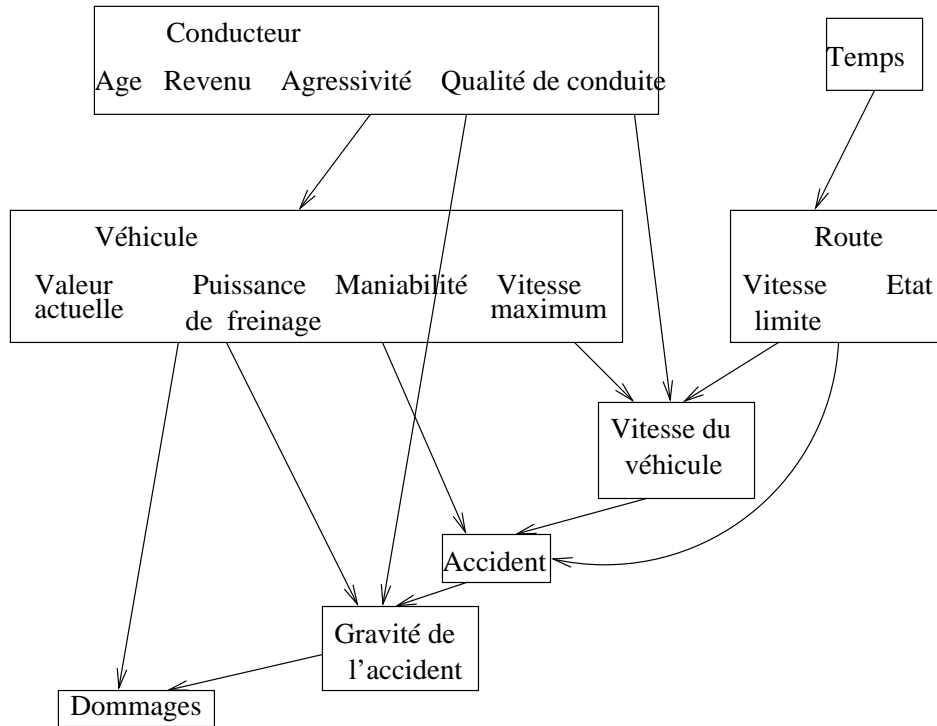 Conducteur
Age Revenu Agressivité Qualité de conduite
Temps
Véhicule
Valeur actuelle
Puissance de freinage
Maniabilité
Vitesse maximum
Route
Vitesse limite
Etat
Vitesse du
véhicule
Accident
Gravité de
l'accident
Dommages